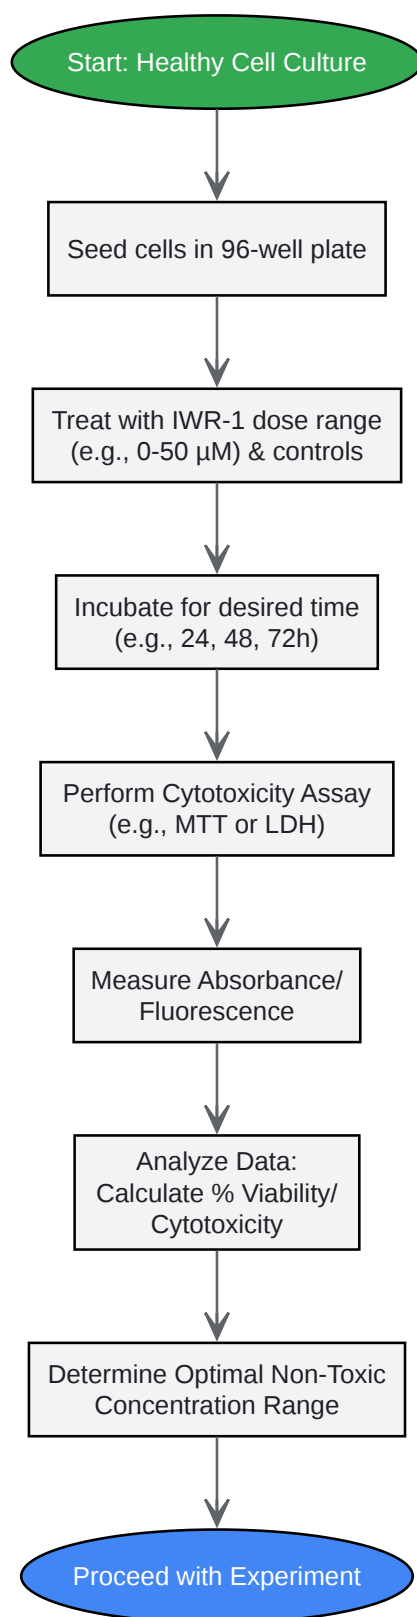 Start: Healthy Cell Culture
Seed cells in 96-well plate
Treat with IWR-1 dose range
(e.g., 0-50 µM) & controls
Incubate for desired time
(e.g., 24, 48, 72h)
Perform Cytotoxicity Assay
(e.g., MTT or LDH)
Measure Absorbance/
Fluorescence
Analyze Data:
Calculate % Viability/
Cytotoxicity
Determine Optimal Non-Toxic
Concentration Range
Proceed with Experiment